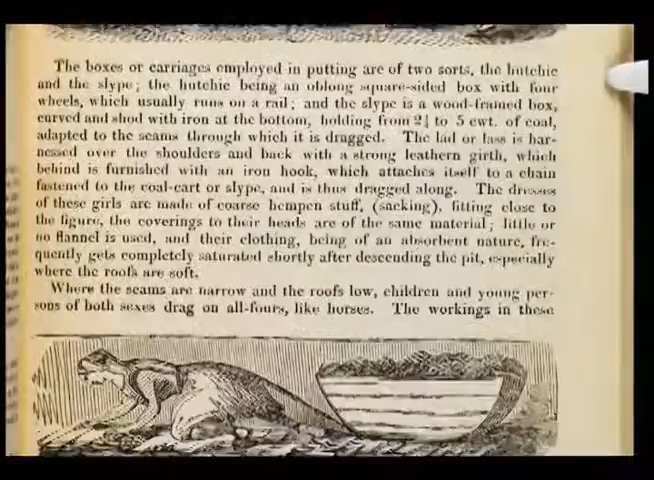 The boxes or carriages employed in putting are of two sorts, the hutchie
and the slype; the hutchie being an oblong square-sided box with four
wheels, which usually runs on a rail; and the slype is a wood-framed box,
curved and shod with iron at the bottom, holding from 2¼ to 5 cwt. of coal,
adapted to the seams through which it is dragged. The lad or lass is har-
nessed over the shoulders and back with a strong leathern girth, which
behind is furnished with an iron hook, which attaches itself to a chain
fastened to the coal-cart or slype, and is thus dragged along. The dresses
of these girls are made of coarse hempen stuff, (sacking), fitting close to
the figure, the coverings to their heads are of the same material; little or
no flannel is used, and their clothing, being of an absorbent nature, fre-
quently gets completely saturated shortly after descending the pit, especially
where the roofs are soft.
Where the seams are narrow and the roofs low, children and young per-
sons of both sexes drag on all-fours, like horses. The workings in these